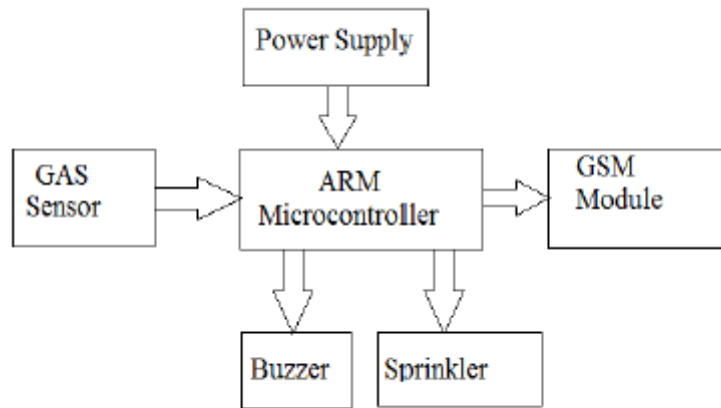 Power Supply
GAS
Sensor
ARM
Microcontroller
GSM
Module
Buzzer
Sprinkler